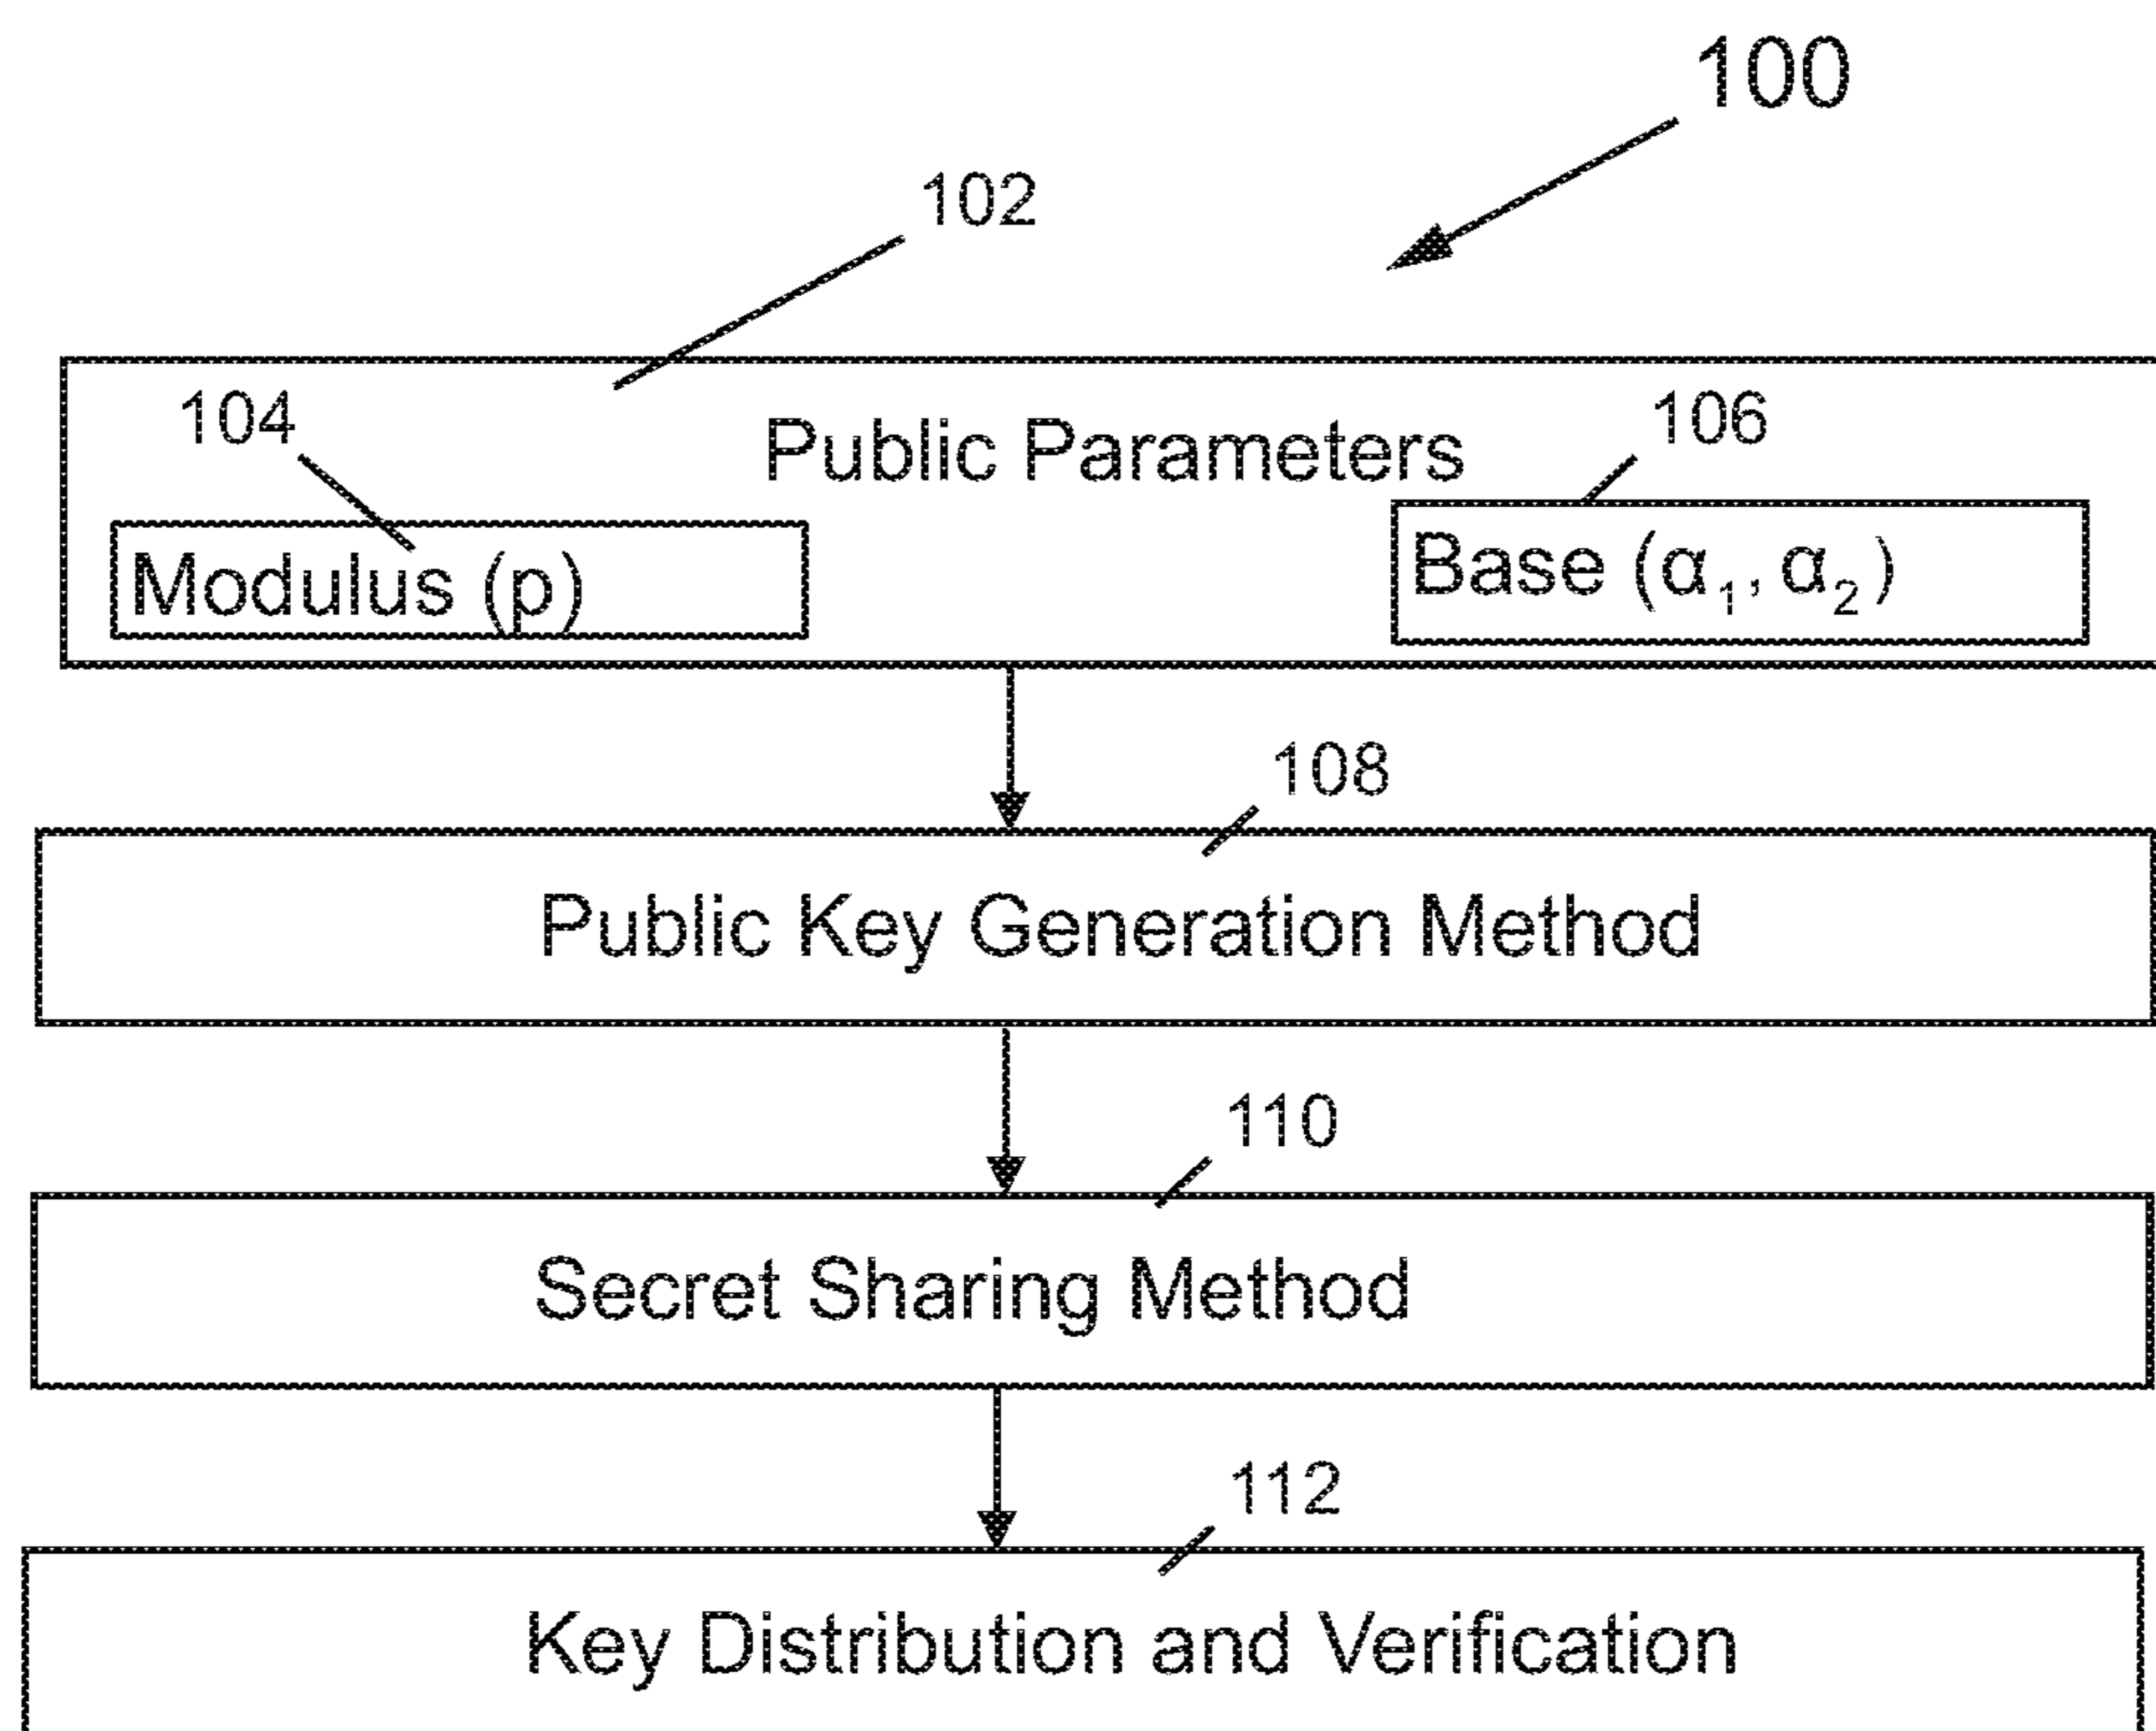 100
102
104
Public Parameters
106
Modulus (p)
Base (α₁, α₂)
108
Public Key Generation Method
110
Secret Sharing Method
112
Key Distribution and Verification